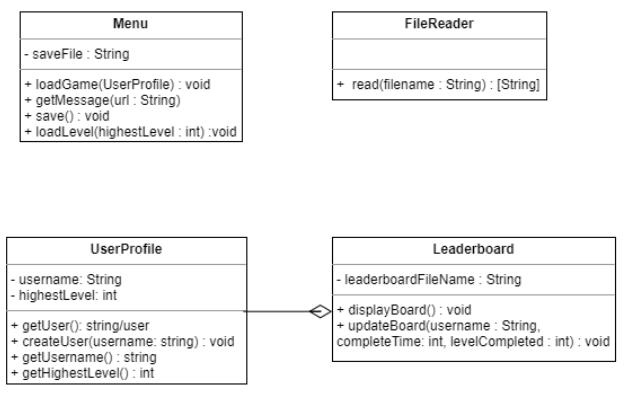 Menu
- saveFile : String
+ loadGame(UserProfile) : void
+ getMessage(url : String)
+ save() : void
+ loadLevel(highestLevel : int) :void
FileReader
+ read(filename : String) : [String]
UserProfile
- username: String
- highestLevel: int
+ getUser(): string/user
+ createUser(username: string) : void
+ getUsername() : string
+ getHighestLevel() : int
Leaderboard
- leaderboardFileName : String
+ displayBoard() : void
+ updateBoard(username : String,
completeTime: int, levelCompleted : int) : void